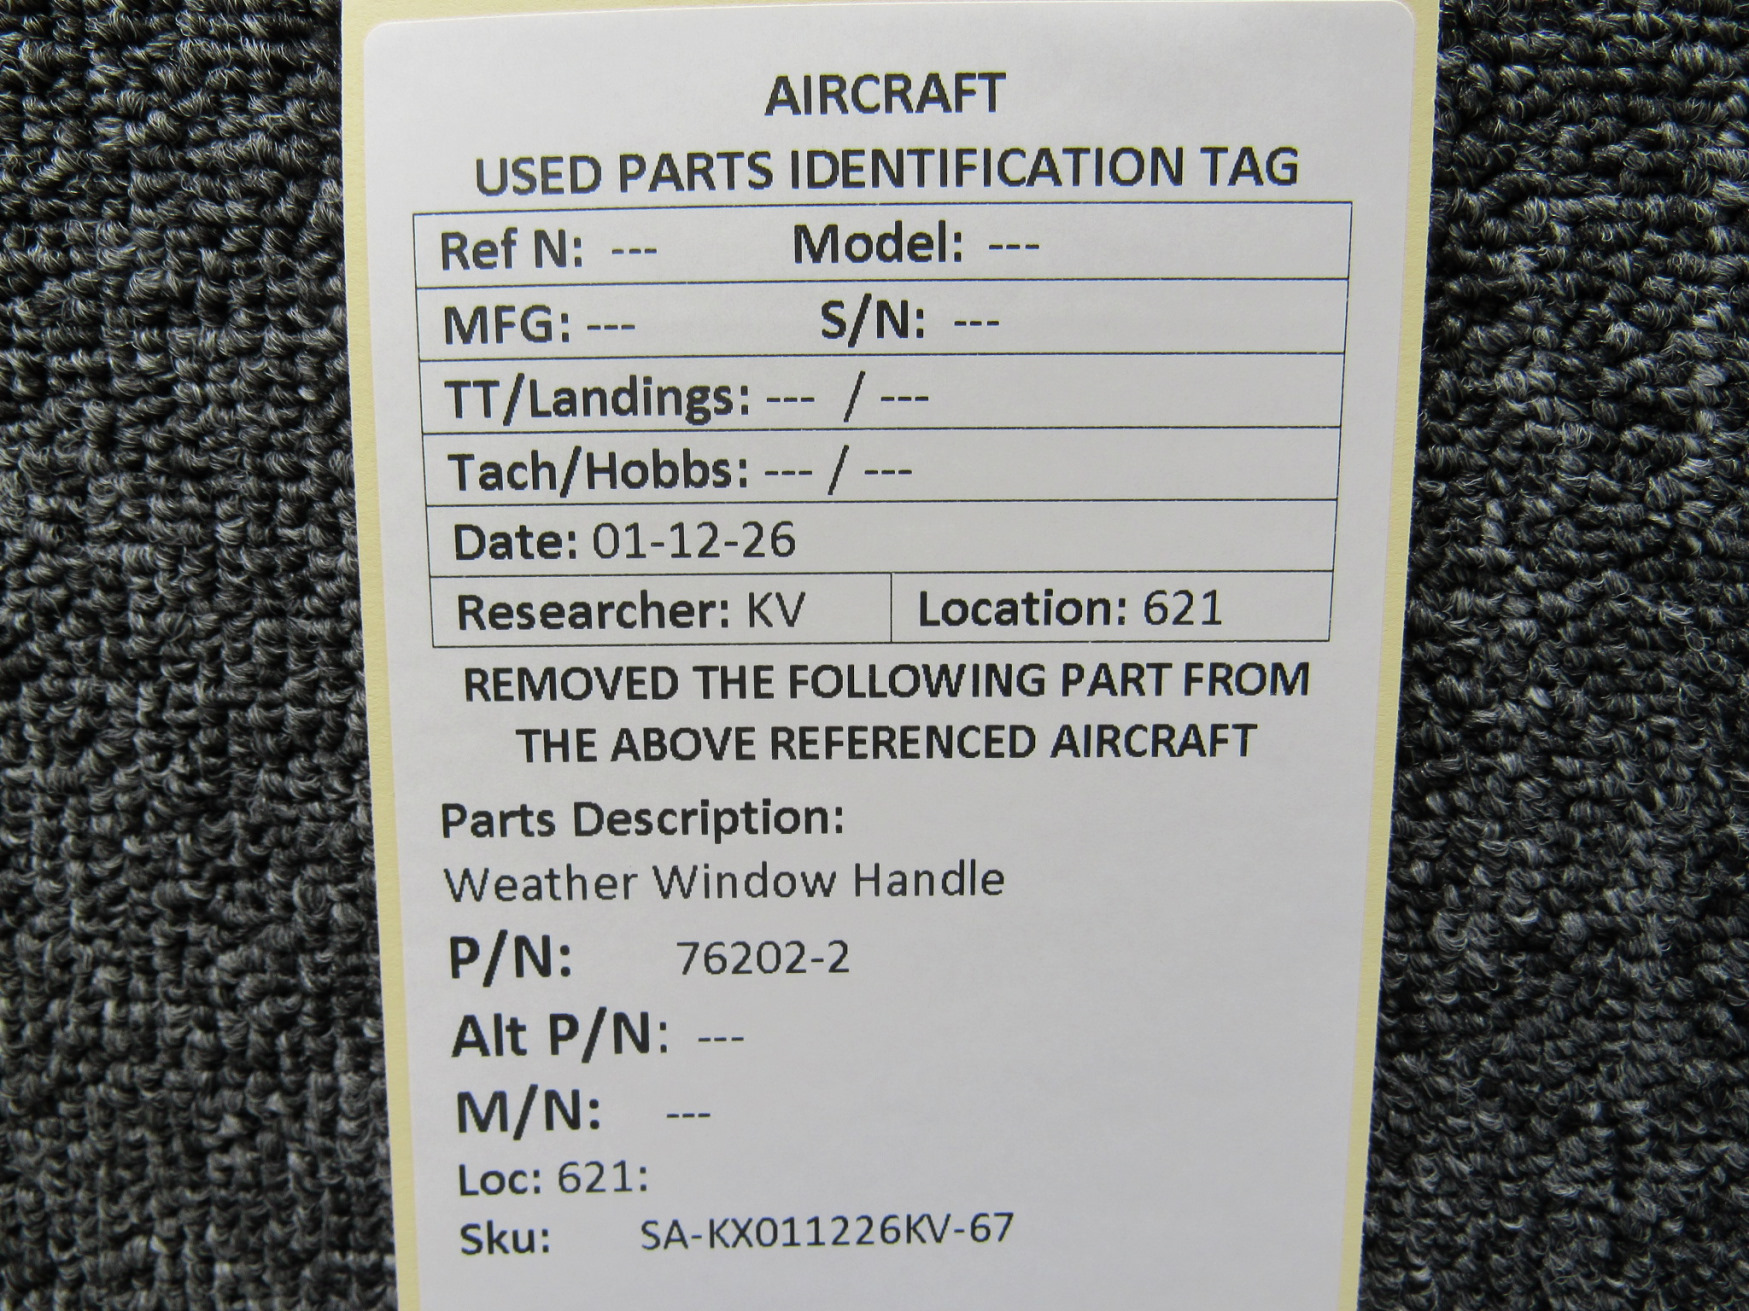 AIRCRAFT
USED PARTS IDENTIFICATION TAG
Ref N: --- Model: ---
MFG: --- S/N: ---
TT/Landings: --- / ---
Tach/Hobbs: --- / ---
Date: 01-12-26
Researcher: KV Location: 621
REMOVED THE FOLLOWING PART FROM
THE ABOVE REFERENCED AIRCRAFT
Parts Description:
Weather Window Handle
P/N: 76202-2
Alt P/N: ---
M/N: ---
Loc: 621:
Sku: SA-KX011226KV-67